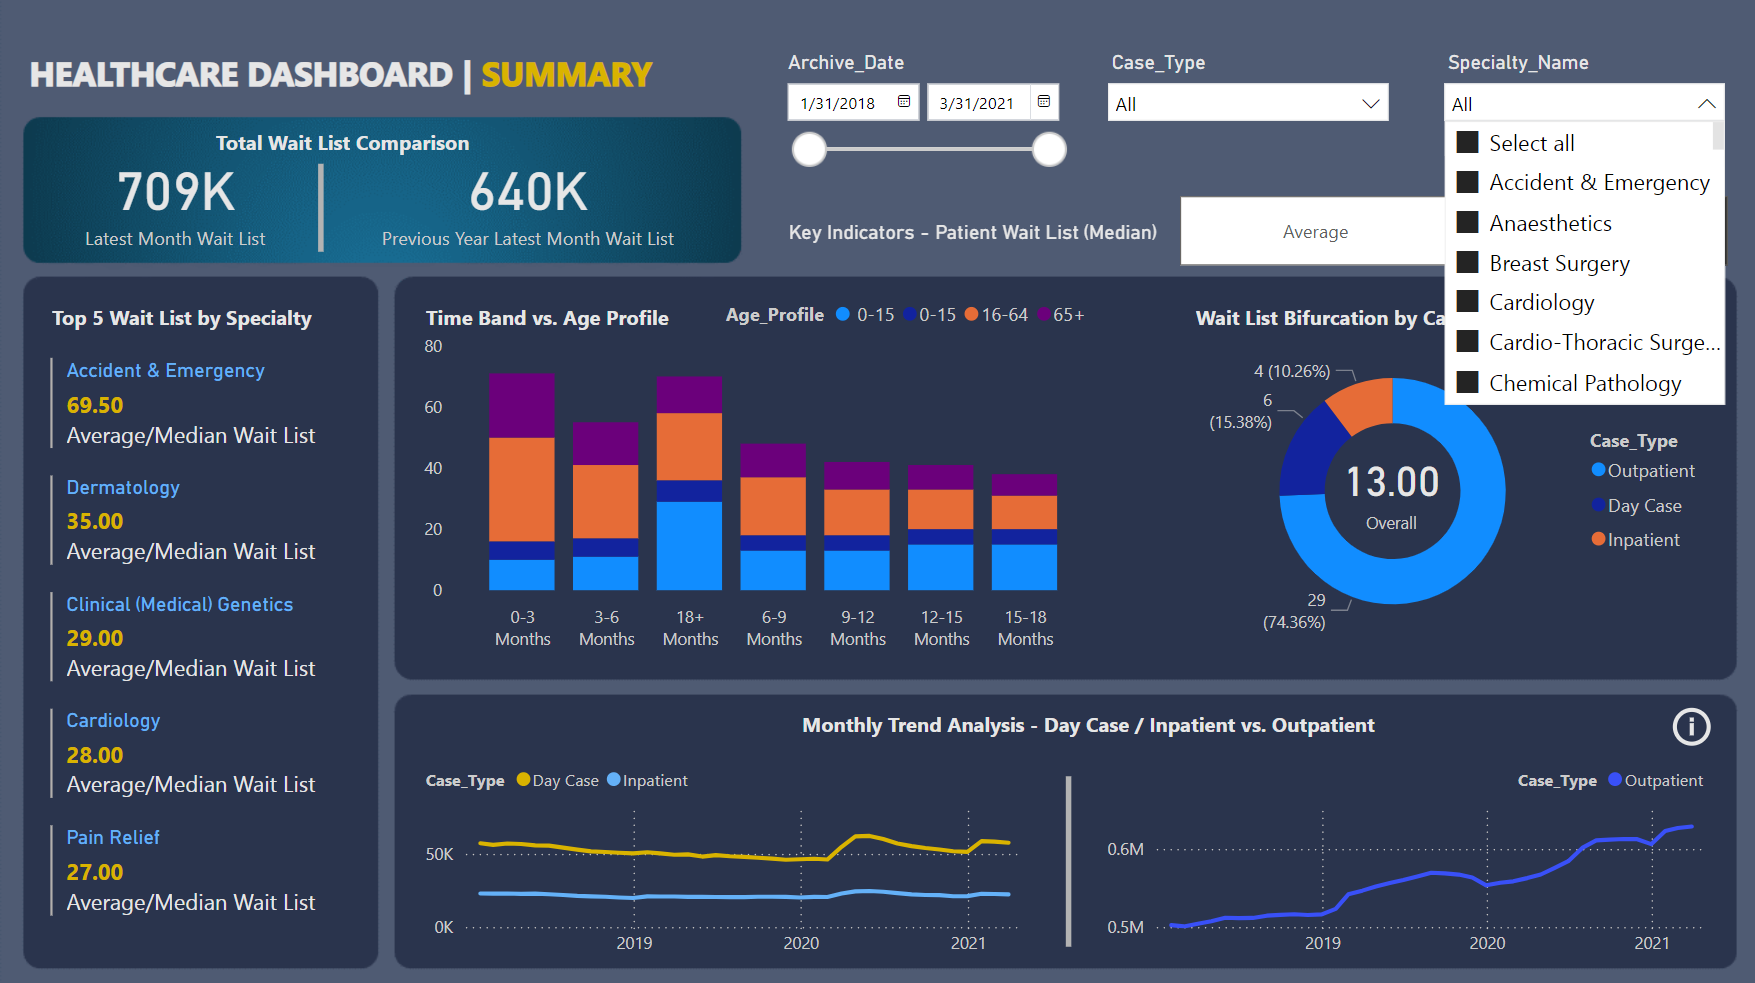 HEALTHCARE DASHBOARD | SUMMARY
Archive_Date
1/31/2018
3/31/2021
Case_Type
All
Specialty_Name
All
Select all
Accident & Emergency
Anaesthetics
Breast Surgery
Cardiology
Cardio-Thoracic Surge...
Chemical Pathology
Total Wait List Comparison
709K
Latest Month Wait List
640K
Previous Year Latest Month Wait List
Key Indicators - Patient Wait List (Median)
Average
Top 5 Wait List by Specialty
Accident & Emergency
69.50
Average/Median Wait List
Dermatology
35.00
Average/Median Wait List
Clinical (Medical) Genetics
29.00
Average/Median Wait List
Cardiology
28.00
Average/Median Wait List
Pain Relief
27.00
Average/Median Wait List
Time Band vs. Age Profile
Age_Profile 0-15 0-15 16-64 65+
80
60
40
20
0
0-3 Months
3-6 Months
18+ Months
6-9 Months
9-12 Months
12-15 Months
15-18 Months
Wait List Bifurcation by Ca
4 (10.26%)
6
(15.38%)
13.00
Overall
29
(74.36%)
Case_Type
Outpatient
Day Case
Inpatient
Monthly Trend Analysis - Day Case / Inpatient vs. Outpatient
i
Case_Type Day Case Inpatient
50K
0K
2019 2020 2021
Case_Type Outpatient
0.6M
0.5M
2019 2020 2021